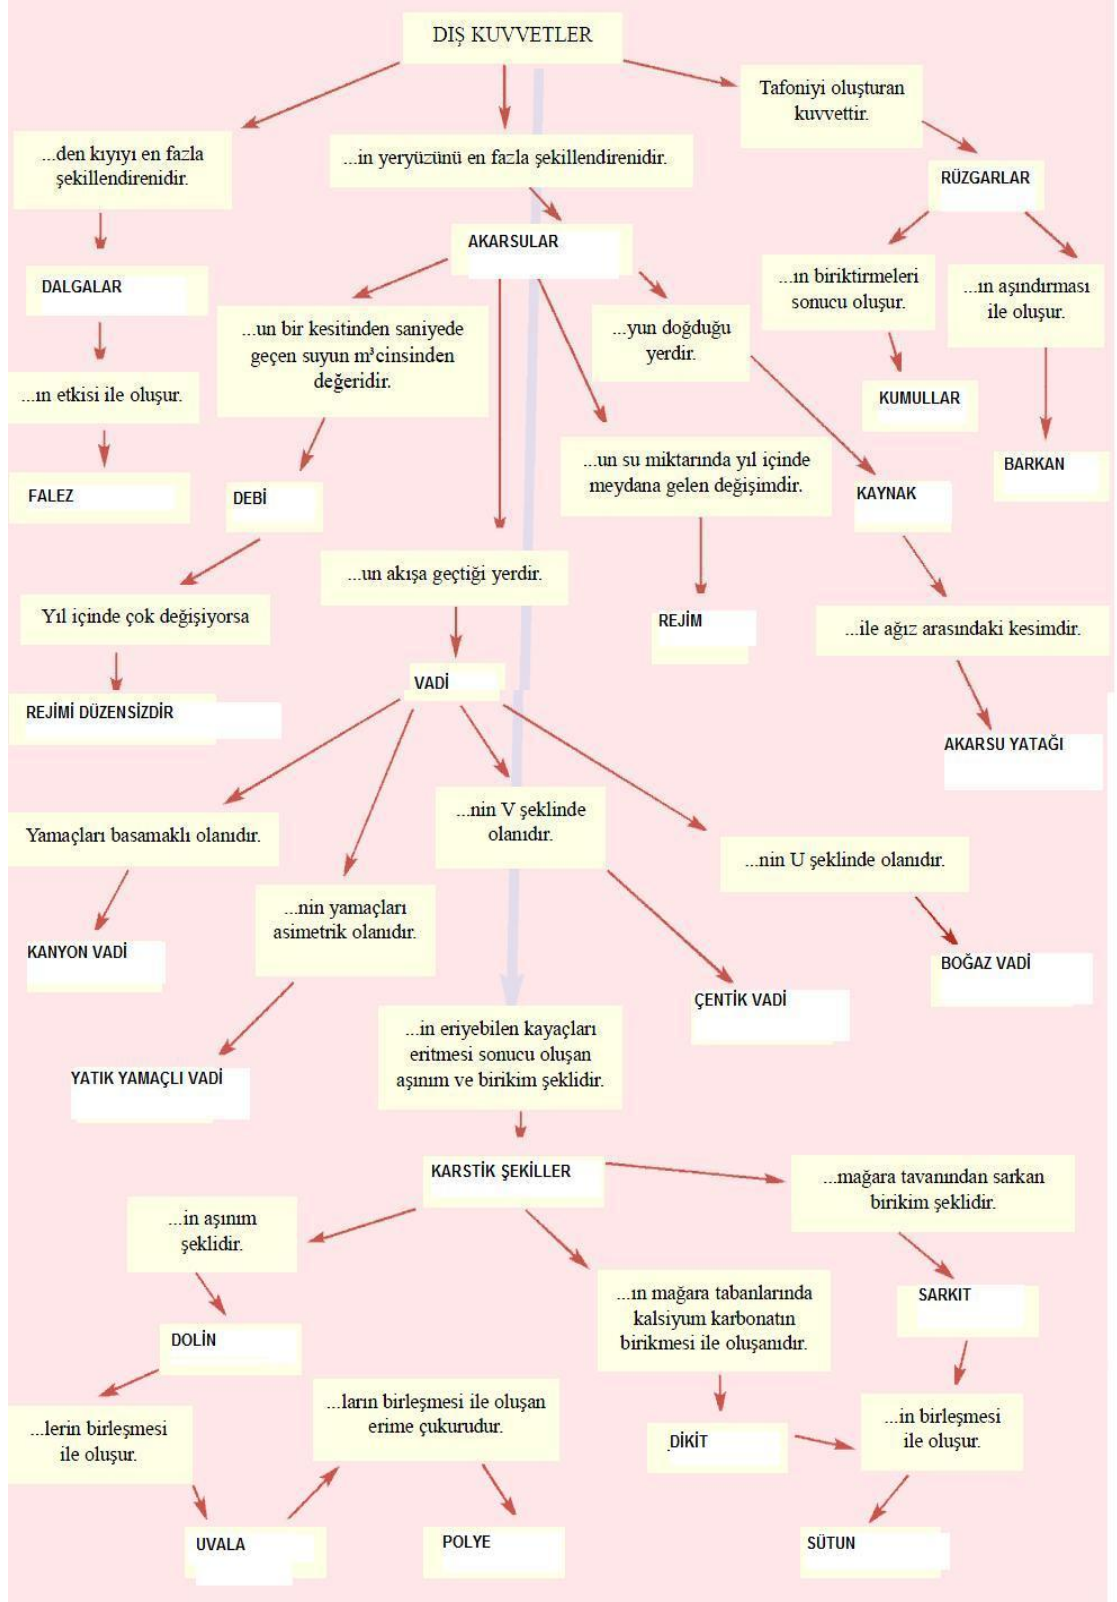 DIŞ KUVVETLER
Tafoniyi oluşturan
kuvvettir.
...den kıyıyı en fazla
şekillendirenidir.
...in yeryüzünü en fazla şekillendirenidir.
RÜZGARLAR
AKARSULAR
DALGALAR
...ın biriktirmeleri
sonucu oluşur.
...ın aşındırması
ile oluşur.
...un bir kesitinden saniyede
geçen suyun m³cinsinden
değeridir.
...yun doğduğu
yerdir.
...ın etkisi ile oluşur.
KUMULLAR
BARKAN
...un su miktarında yıl içinde
meydana gelen değişimdir.
FALEZ
DEBİ
KAYNAK
...un akışa geçtiği yerdir.
Yıl içinde çok değişiyorsa
REJİM
...ile ağız arasındaki kesimdir.
VADİ
REJİMİ DÜZENSİZDİR
AKARSU YATAĞI
Yamaçları basamaklı olanıdır.
...nin V şeklinde
olanıdır.
...nin U şeklinde olanıdır.
...nin yamaçları
asimetrik olanıdır.
KANYON VADİ
BOĞAZ VADİ
ÇENTİK VADİ
...in eriyebilen kayaçları
eritmesi sonucu oluşan
aşınım ve birikim şeklidir.
YATIK YAMAÇLI VADİ
KARSTİK ŞEKİLLER
...mağara tavanından sarkan
birikim şeklidir.
...in aşınım
şeklidir.
...ın mağara tabanlarında
kalsiyum karbonatın
birikmesi ile oluşanıdır.
SARKIT
DOLİN
...lerin birleşmesi
ile oluşur.
...ların birleşmesi ile oluşan
erime çukurudur.
DİKİT
...in birleşmesi
ile oluşur.
UVALA
POLYE
SÜTUN